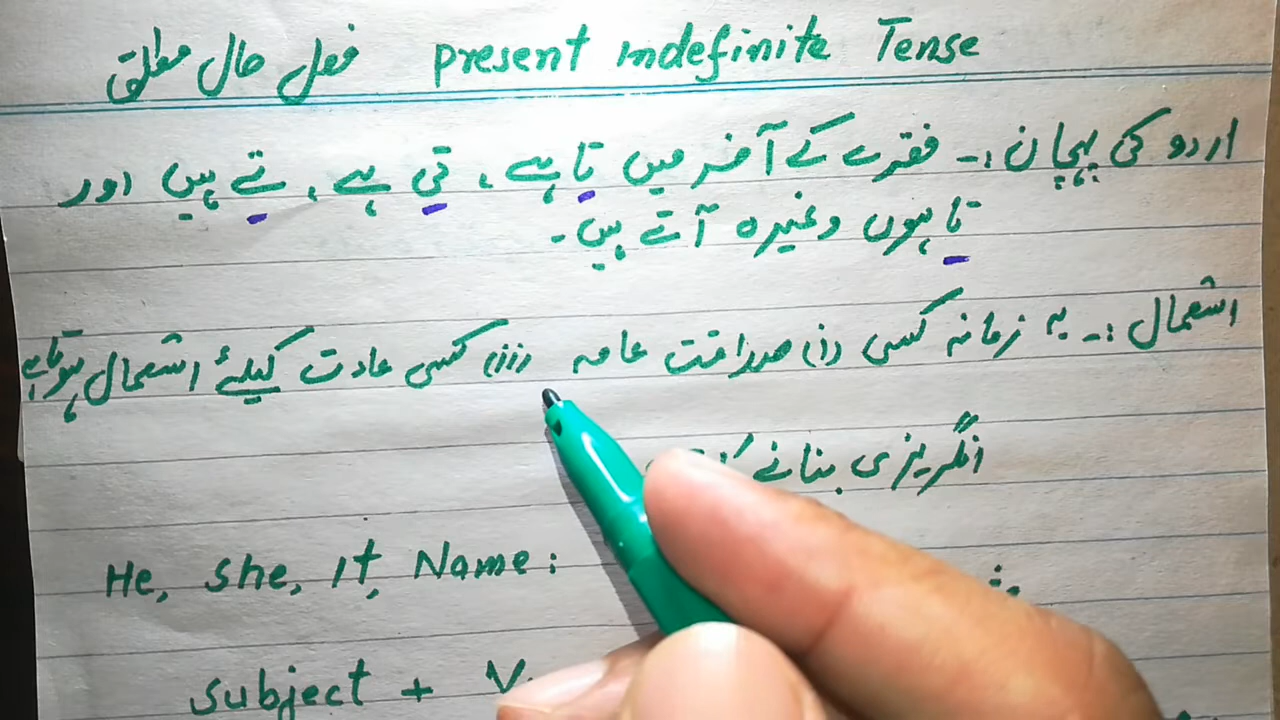 فعل حال مطلق Present Indefinite Tense
اردو کی پہچان :۔ فقرے کے آخر میں تا ہے ، تی ہے ، تے ہیں اور
تا ہوں وغیرہ آتے ہیں ۔
استعمال :۔ یہ زمانہ کسی (i) صداقت عامہ (ii) کسی عادت کیلئے استعمال ہوتا ہے
انگریزی بنانے
He, She, It, Name :
Subject + V